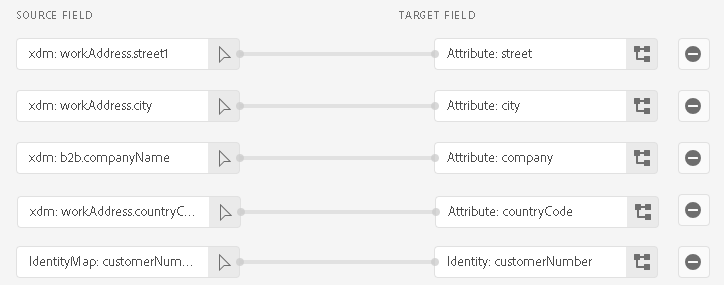 SOURCE FIELD TARGET FIELD
xdm: workAddress.street1 Attribute: street
xdm: workAddress.city Attribute: city
xdm: b2b.companyName Attribute: company
xdm: workAddress.countryC... Attribute: countryCode
IdentityMap: customerNum... Identity: customerNumber